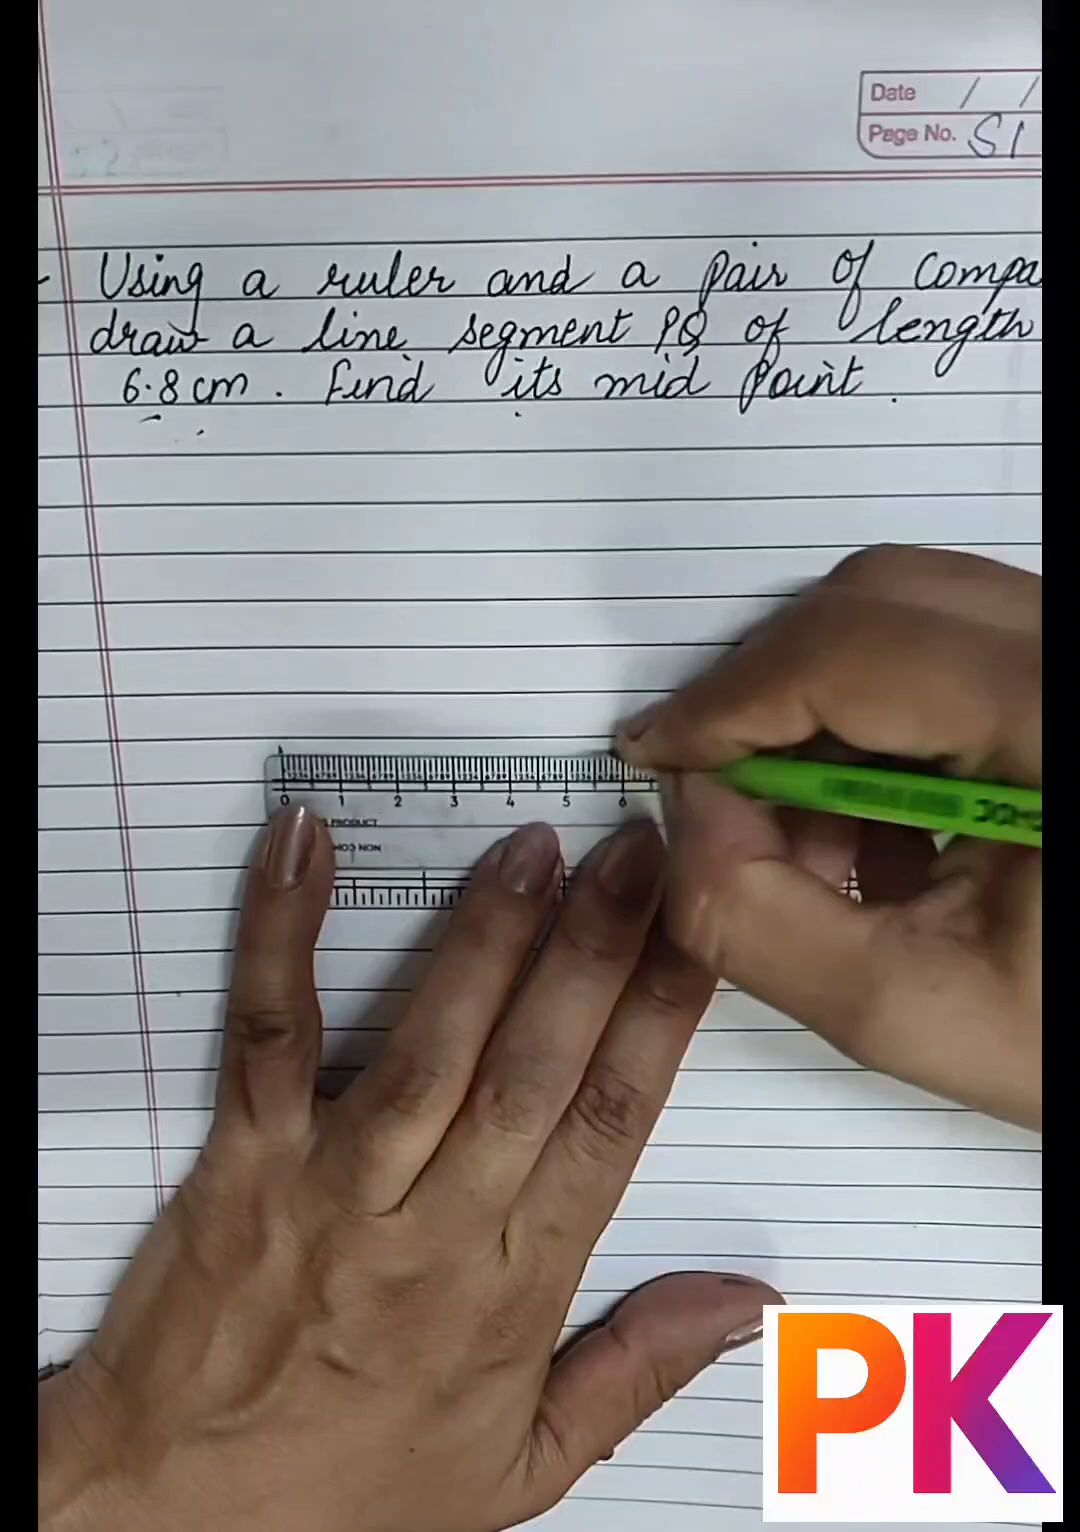 Date / /
Page No. 51
Using a ruler and a pair of compa
draw a line segment PQ of length
6.8 cm. Find its mid Point.
0 1 2 3 4 5 6
PRODUCT
PK